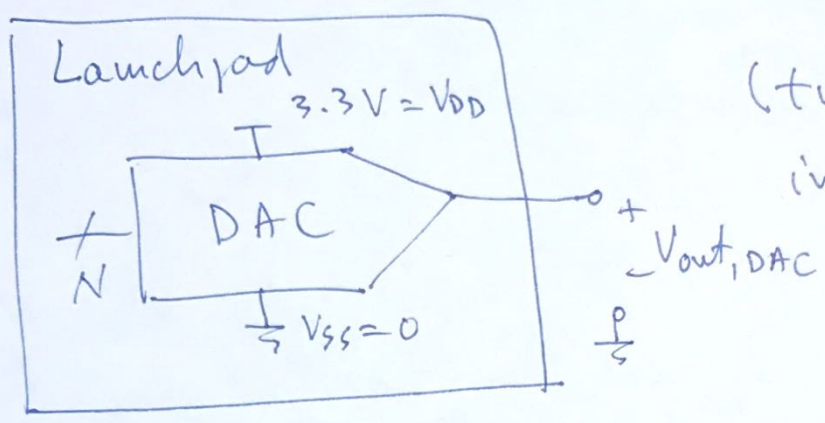 Launchpad
3.3V = VDD
DAC
N
VSS = 0
+
- Vout, DAC